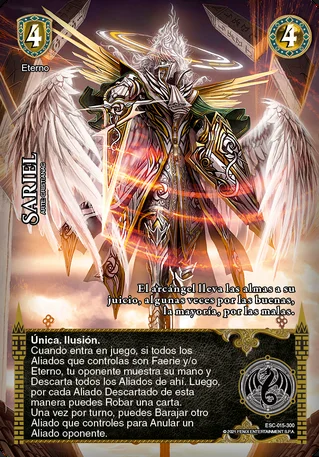 4
4
Eterno
SARIEL
El arcángel lleva las almas a su
juicio, algunas veces por las buenas,
la mayoría, por las malas.
Única. Ilusión.
Cuando entra en juego, si todos los
Aliados que controlas son Faerie y/o
Eterno, tu oponente muestra su mano y
Descarta todos los Aliados de ahí. Luego,
por cada Aliado Descartado de esta
manera puedes Robar una carta.
Una vez por turno, puedes Barajar otro
Aliado que controles para Anular un
Aliado oponente.
ESC-015-300
© 2021 FENIX ENTERTAINMENT S.P.A.